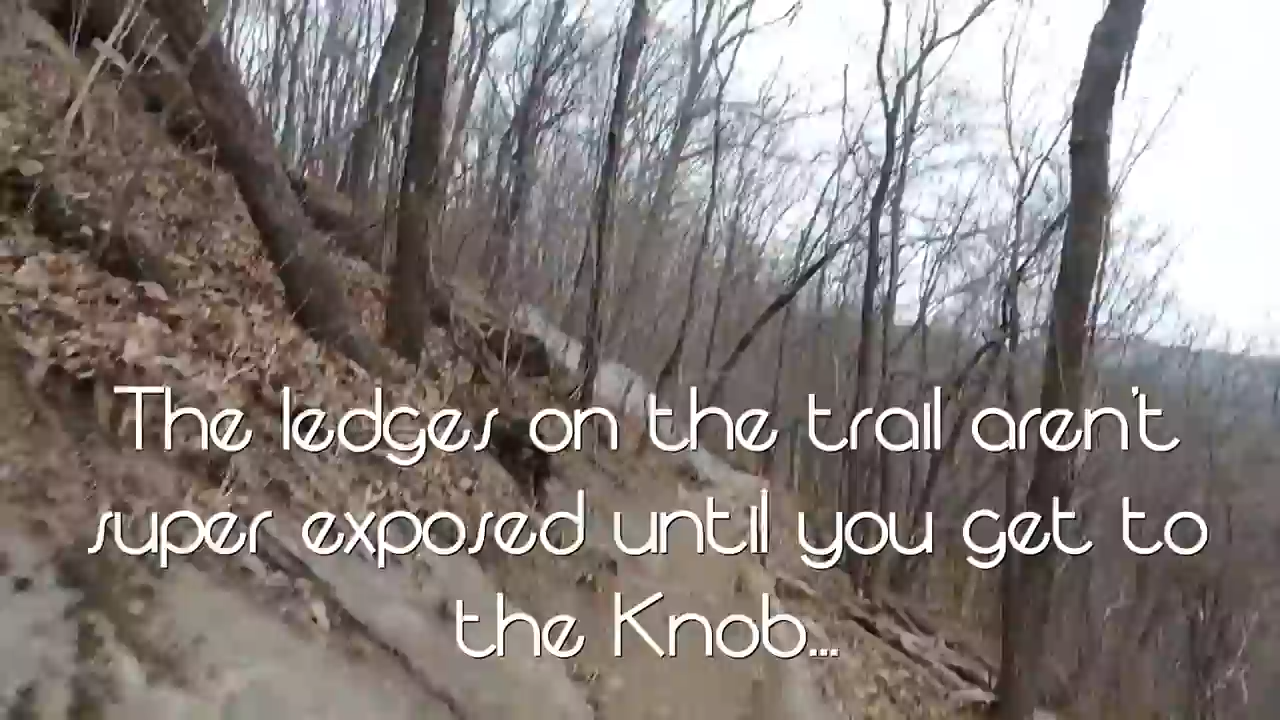 The ledges on the trail aren't
super exposed until you get to
the Knob...